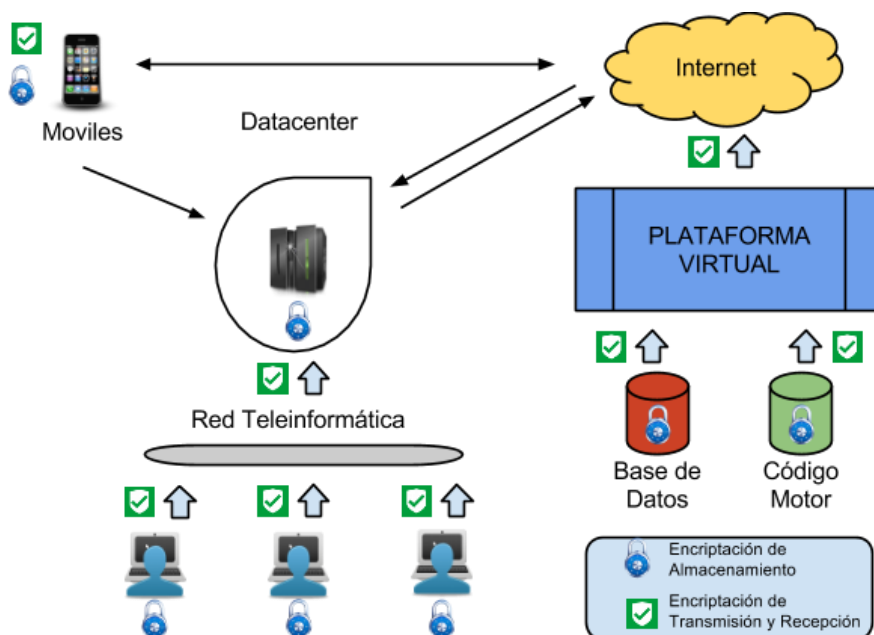 Internet
Moviles
Datacenter
PLATAFORMA
VIRTUAL
Red Teleinformática
Base de
Datos
Código
Motor
Encriptación de
Almacenamiento
Encriptación de
Transmisión y Recepción